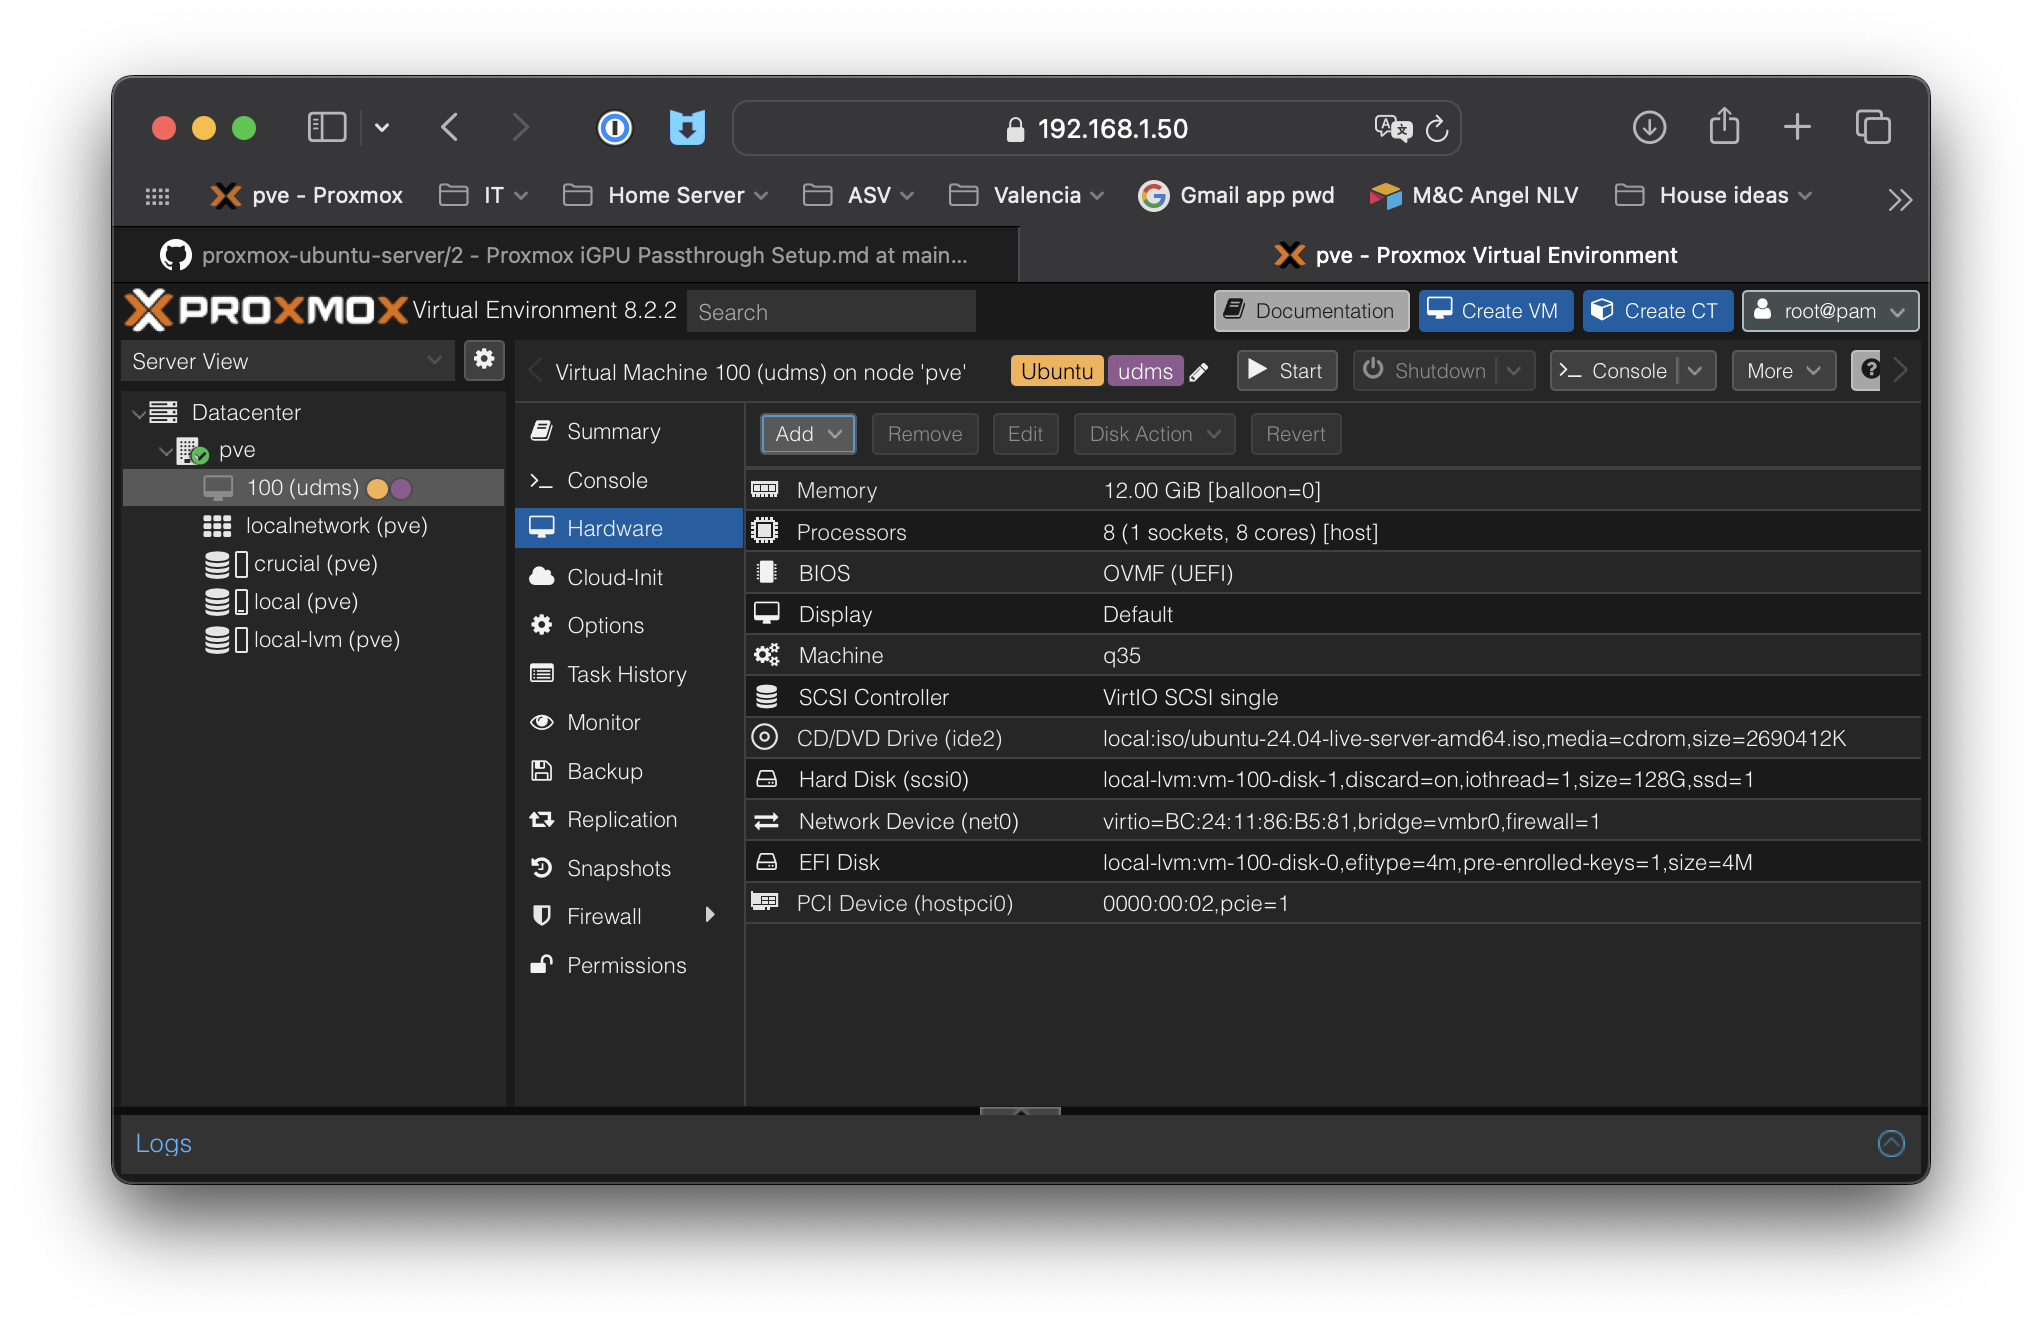 192.168.1.50
pve - Proxmox IT Home Server ASV Valencia Gmail app pwd M&C Angel NLV House ideas
proxmox-ubuntu-server/2 - Proxmox iGPU Passthrough Setup.md at main...
pve - Proxmox Virtual Environment
PROXMOX Virtual Environment 8.2.2 Search Documentation Create VM Create CT root@pam
Server View
Virtual Machine 100 (udms) on node 'pve' Ubuntu udms Start Shutdown Console More
Datacenter
pve
100 (udms)
localnetwork (pve)
crucial (pve)
local (pve)
local-lvm (pve)
Summary
Console
Hardware
Cloud-Init
Options
Task History
Monitor
Backup
Replication
Snapshots
Firewall
Permissions
Add Remove Edit Disk Action Revert
Memory 12.00 GiB [balloon=0]
Processors 8 (1 sockets, 8 cores) [host]
BIOS OVMF (UEFI)
Display Default
Machine q35
SCSI Controller VirtIO SCSI single
CD/DVD Drive (ide2) local:iso/ubuntu-24.04-live-server-amd64.iso,media=cdrom,size=2690412K
Hard Disk (scsi0) local-lvm:vm-100-disk-1,discard=on,iothread=1,size=128G,ssd=1
Network Device (net0) virtio=BC:24:11:86:B5:81,bridge=vmbr0,firewall=1
EFI Disk local-lvm:vm-100-disk-0,efitype=4m,pre-enrolled-keys=1,size=4M
PCI Device (hostpci0) 0000:00:02,pcie=1
Logs